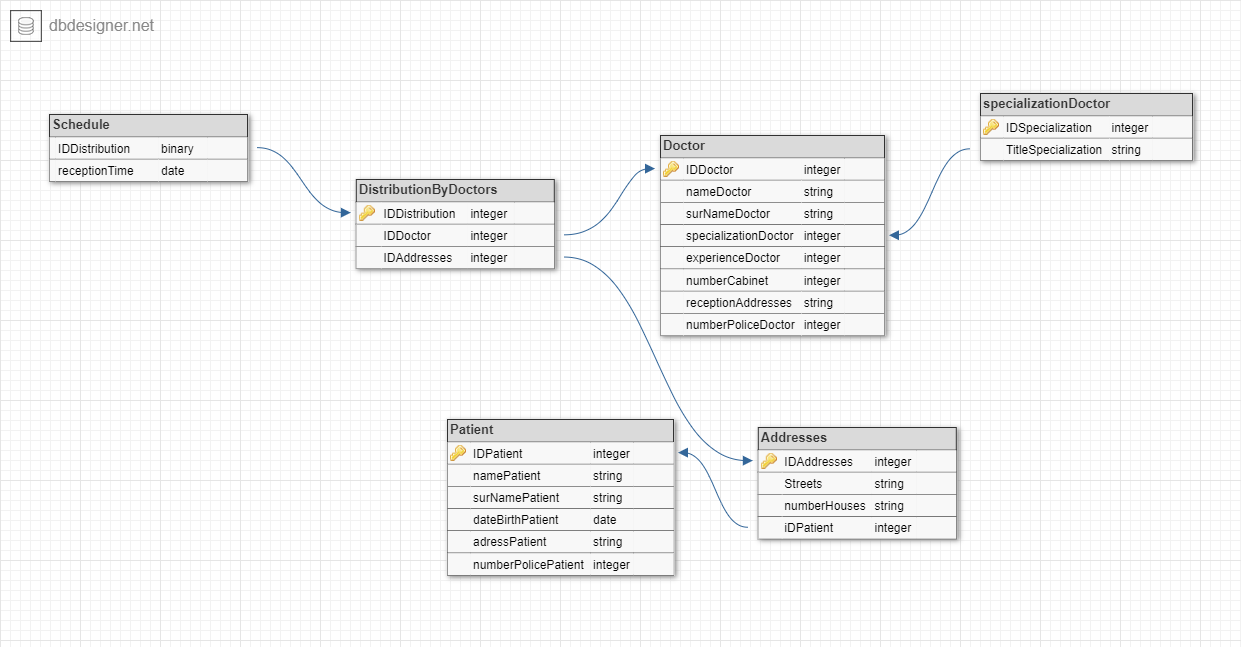 dbdesigner.net
Schedule
IDDistribution binary
receptionTime date
DistributionByDoctors
IDDistribution integer
IDDoctor integer
IDAddresses integer
Doctor
IDDoctor integer
nameDoctor string
surNameDoctor string
specializationDoctor integer
experienceDoctor integer
numberCabinet integer
receptionAddresses string
numberPoliceDoctor integer
specializationDoctor
IDSpecialization integer
TitleSpecialization string
Patient
IDPatient integer
namePatient string
surNamePatient string
dateBirthPatient date
adressPatient string
numberPolicePatient integer
Addresses
IDAddresses integer
Streets string
numberHouses string
iDPatient integer